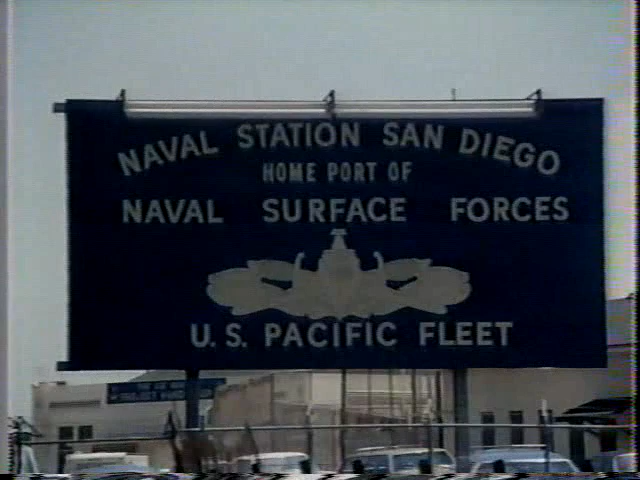 NAVAL STATION SAN DIEGO
HOME PORT OF
NAVAL SURFACE FORCES
U. S. PACIFIC FLEET